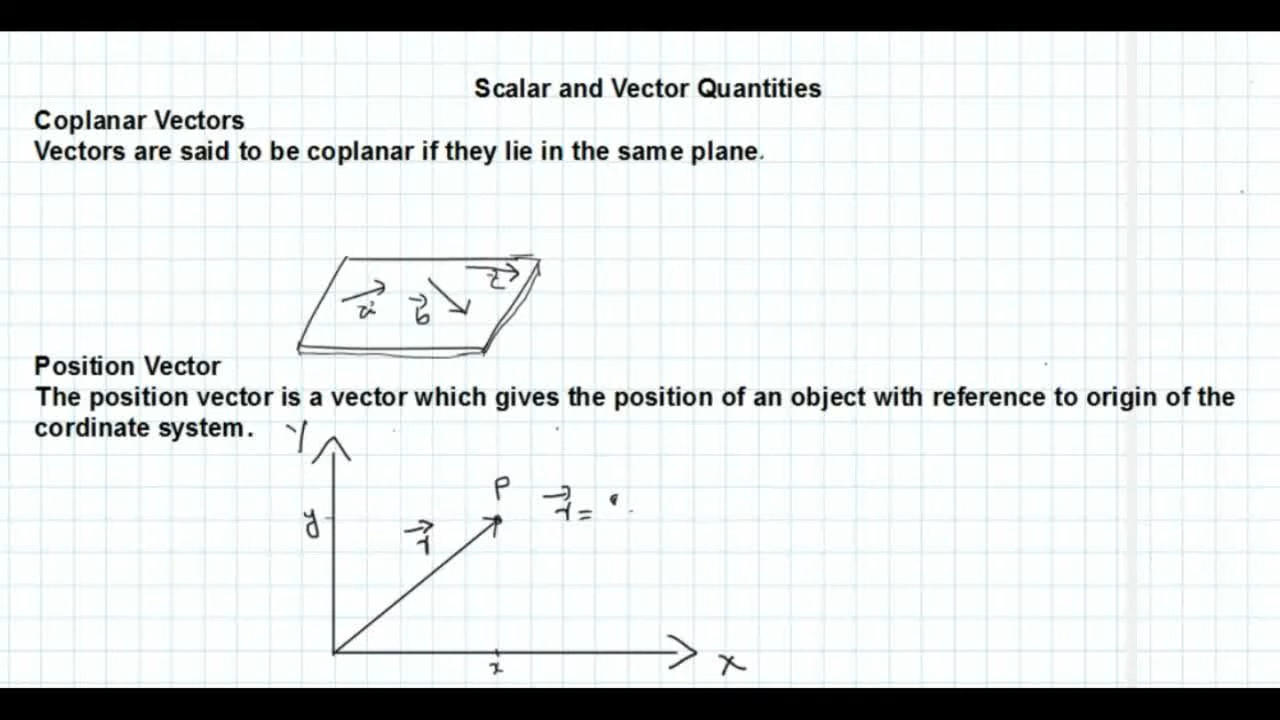 Scalar and Vector Quantities
Coplanar Vectors
Vectors are said to be coplanar if they lie in the same plane.
a⃗ b⃗ c⃗
Position Vector
The position vector is a vector which gives the position of an object with reference to origin of the
cordinate system.
Y
P
y r⃗ r⃗ =
x X